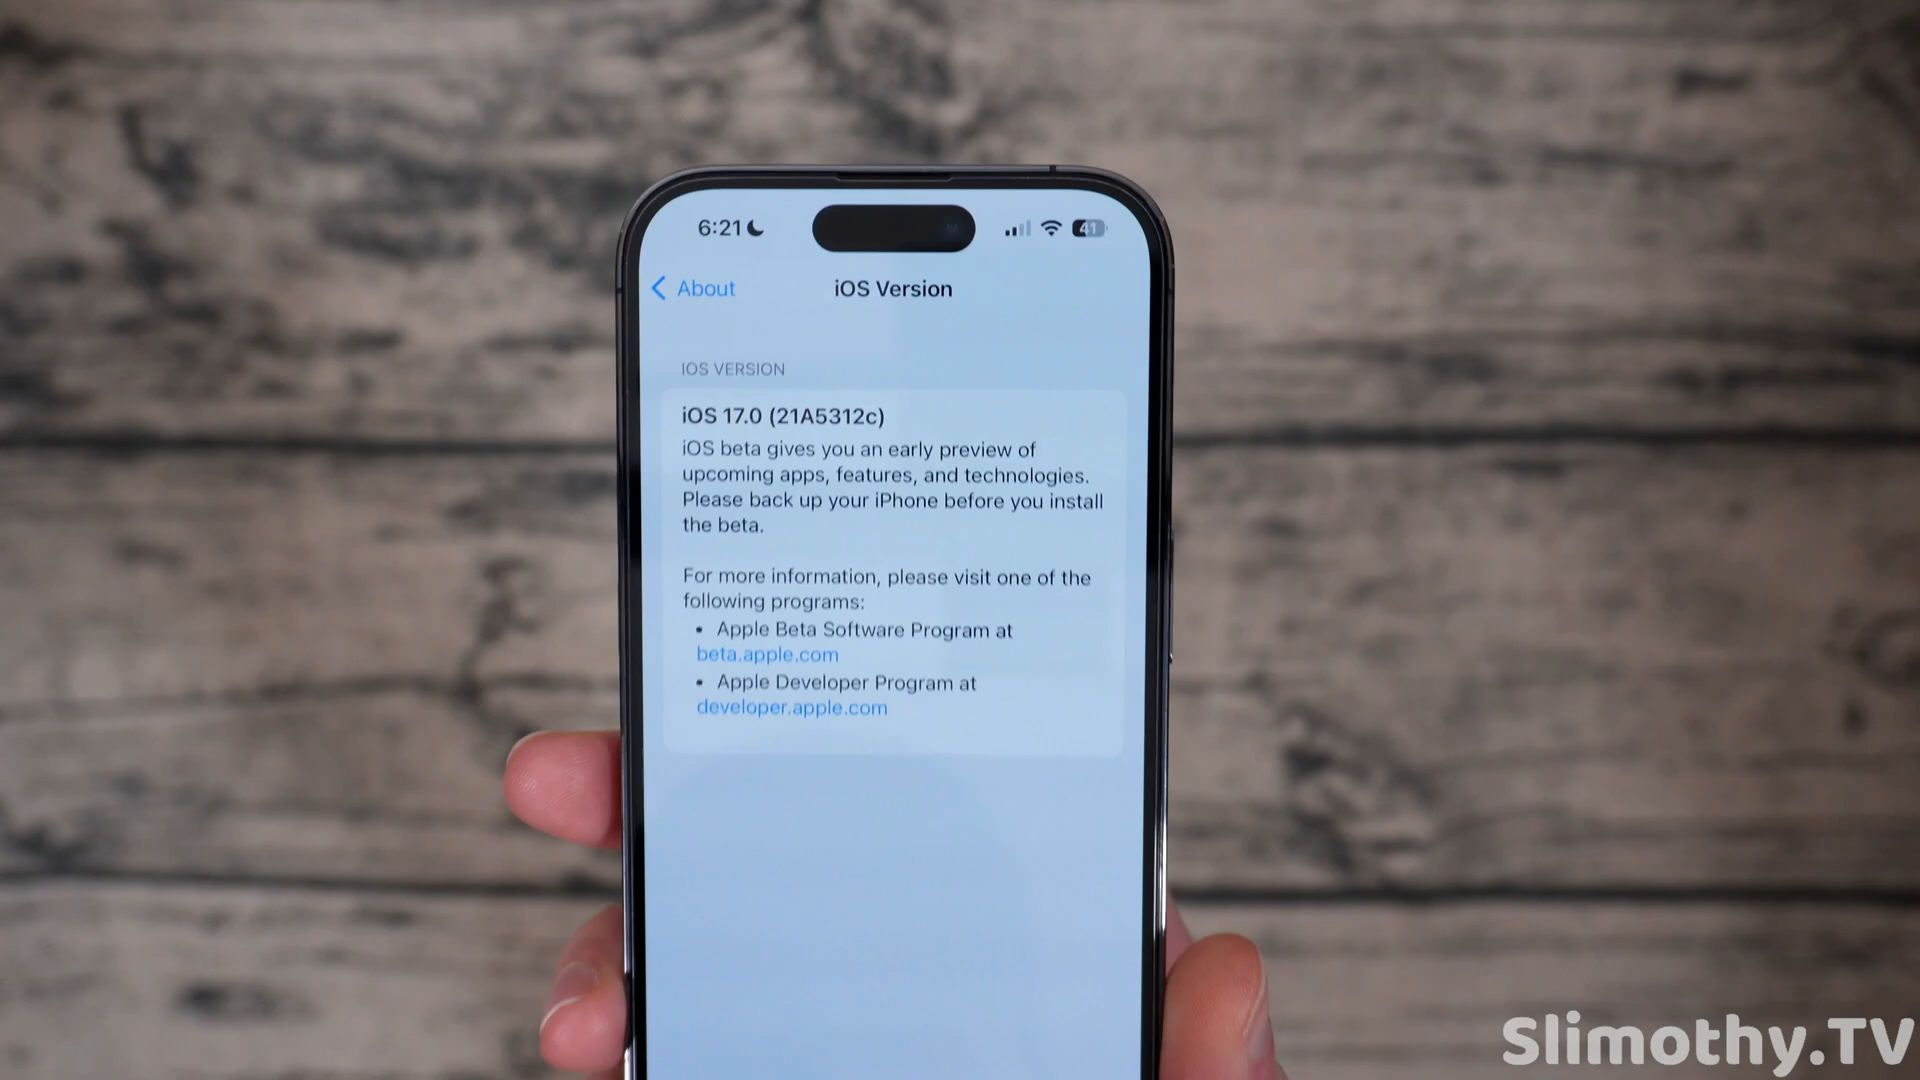 6:21
41
About
iOS Version
IOS VERSION
iOS 17.0 (21A5312c)
iOS beta gives you an early preview of
upcoming apps, features, and technologies.
Please back up your iPhone before you install
the beta.
For more information, please visit one of the
following programs:
• Apple Beta Software Program at
beta.apple.com
• Apple Developer Program at
developer.apple.com
Slimothy.TV